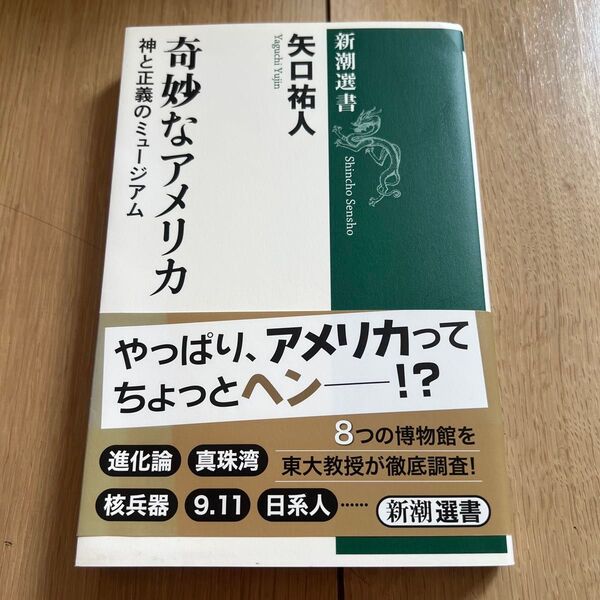 新潮選書
Shincho Sensho
矢口祐人
Yaguchi Yujin
奇妙なアメリカ
神と正義のミュージアム
やっぱり、アメリカって
ちょっとヘン――!?
8つの博物館を
東大教授が徹底調査!
進化論 真珠湾
核兵器 9.11 日系人……
新潮選書